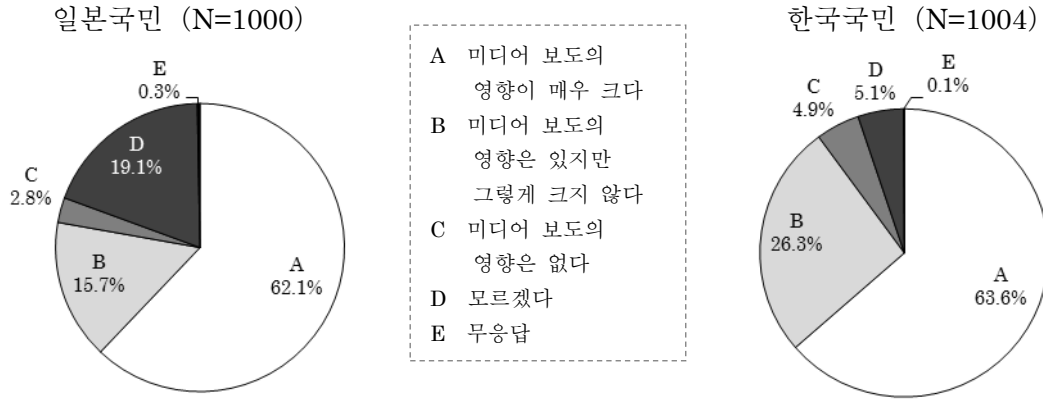 일본국민 (N=1000)
E
0.3%
D
19.1%
C
2.8%
B
15.7%
A
62.1%
A 미디어 보도의
영향이 매우 크다
B 미디어 보도의
영향은 있지만
그렇게 크지 않다
C 미디어 보도의
영향은 없다
D 모르겠다
E 무응답
한국국민 (N=1004)
E
0.1%
D
5.1%
C
4.9%
B
26.3%
A
63.6%